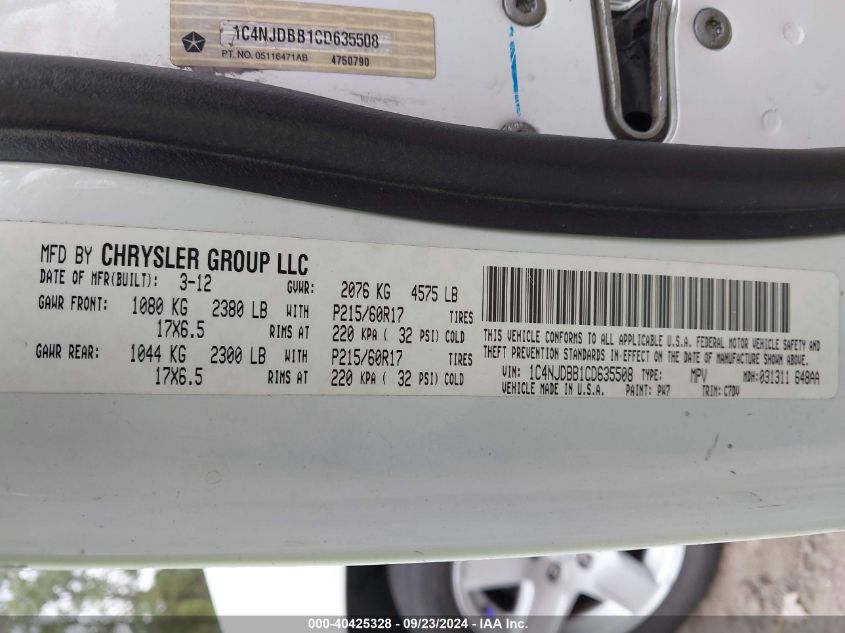 1C4NJDBB1CD635508
PT. NO. 05116471AB 4750790
MFD BY CHRYSLER GROUP LLC
DATE OF MFR(BUILT): 3-12 GVWR: 2076 KG 4575 LB
GAWR FRONT: 1080 KG 2380 LB WITH P215/60R17 TIRES
17X6.5 RIMS AT 220 KPA ( 32 PSI) COLD
GAWR REAR: 1044 KG 2300 LB WITH P215/60R17 TIRES
17X6.5 RIMS AT 220 KPA ( 32 PSI) COLD
THIS VEHICLE CONFORMS TO ALL APPLICABLE U.S.A. FEDERAL MOTOR VEHICLE SAFETY AND
THEFT PREVENTION STANDARDS IN EFFECT ON THE DATE OF MANUFACTURE SHOWN ABOVE.
VIN: 1C4NJDBB1CD635508 TYPE: MPV MDH:031311 648AA
VEHICLE MADE IN U.S.A. PAINT: PW7 TRIM: C7DV
000-40425328 - 09/23/2024 - IAA Inc.